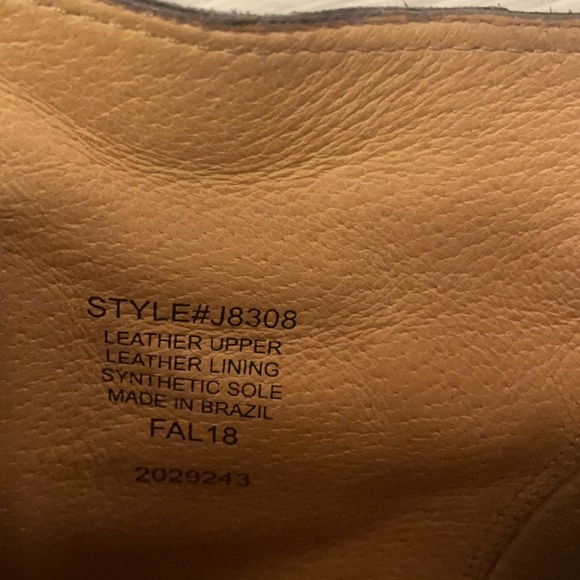 STYLE#J8308
LEATHER UPPER
LEATHER LINING
SYNTHETIC SOLE
MADE IN BRAZIL
FAL18
2029243